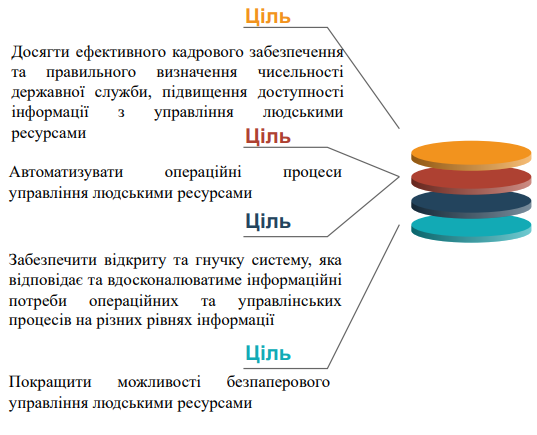 Ціль
Досягти ефективного кадрового забезпечення
та правильного визначення чисельності
державної служби, підвищення доступності
інформації з управління людськими
ресурсами
Ціль
Автоматизувати операційні процеси
управління людськими ресурсами
Ціль
Забезпечити відкриту та гнучку систему, яка
відповідає та вдосконалюватиме інформаційні
потреби операційних та управлінських
процесів на різних рівнях інформації
Ціль
Покращити можливості безпаперового
управління людськими ресурсами